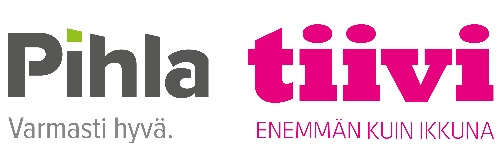 Pihla
Varmasti hyvä.
tiivi
ENEMMÄN KUIN IKKUNA